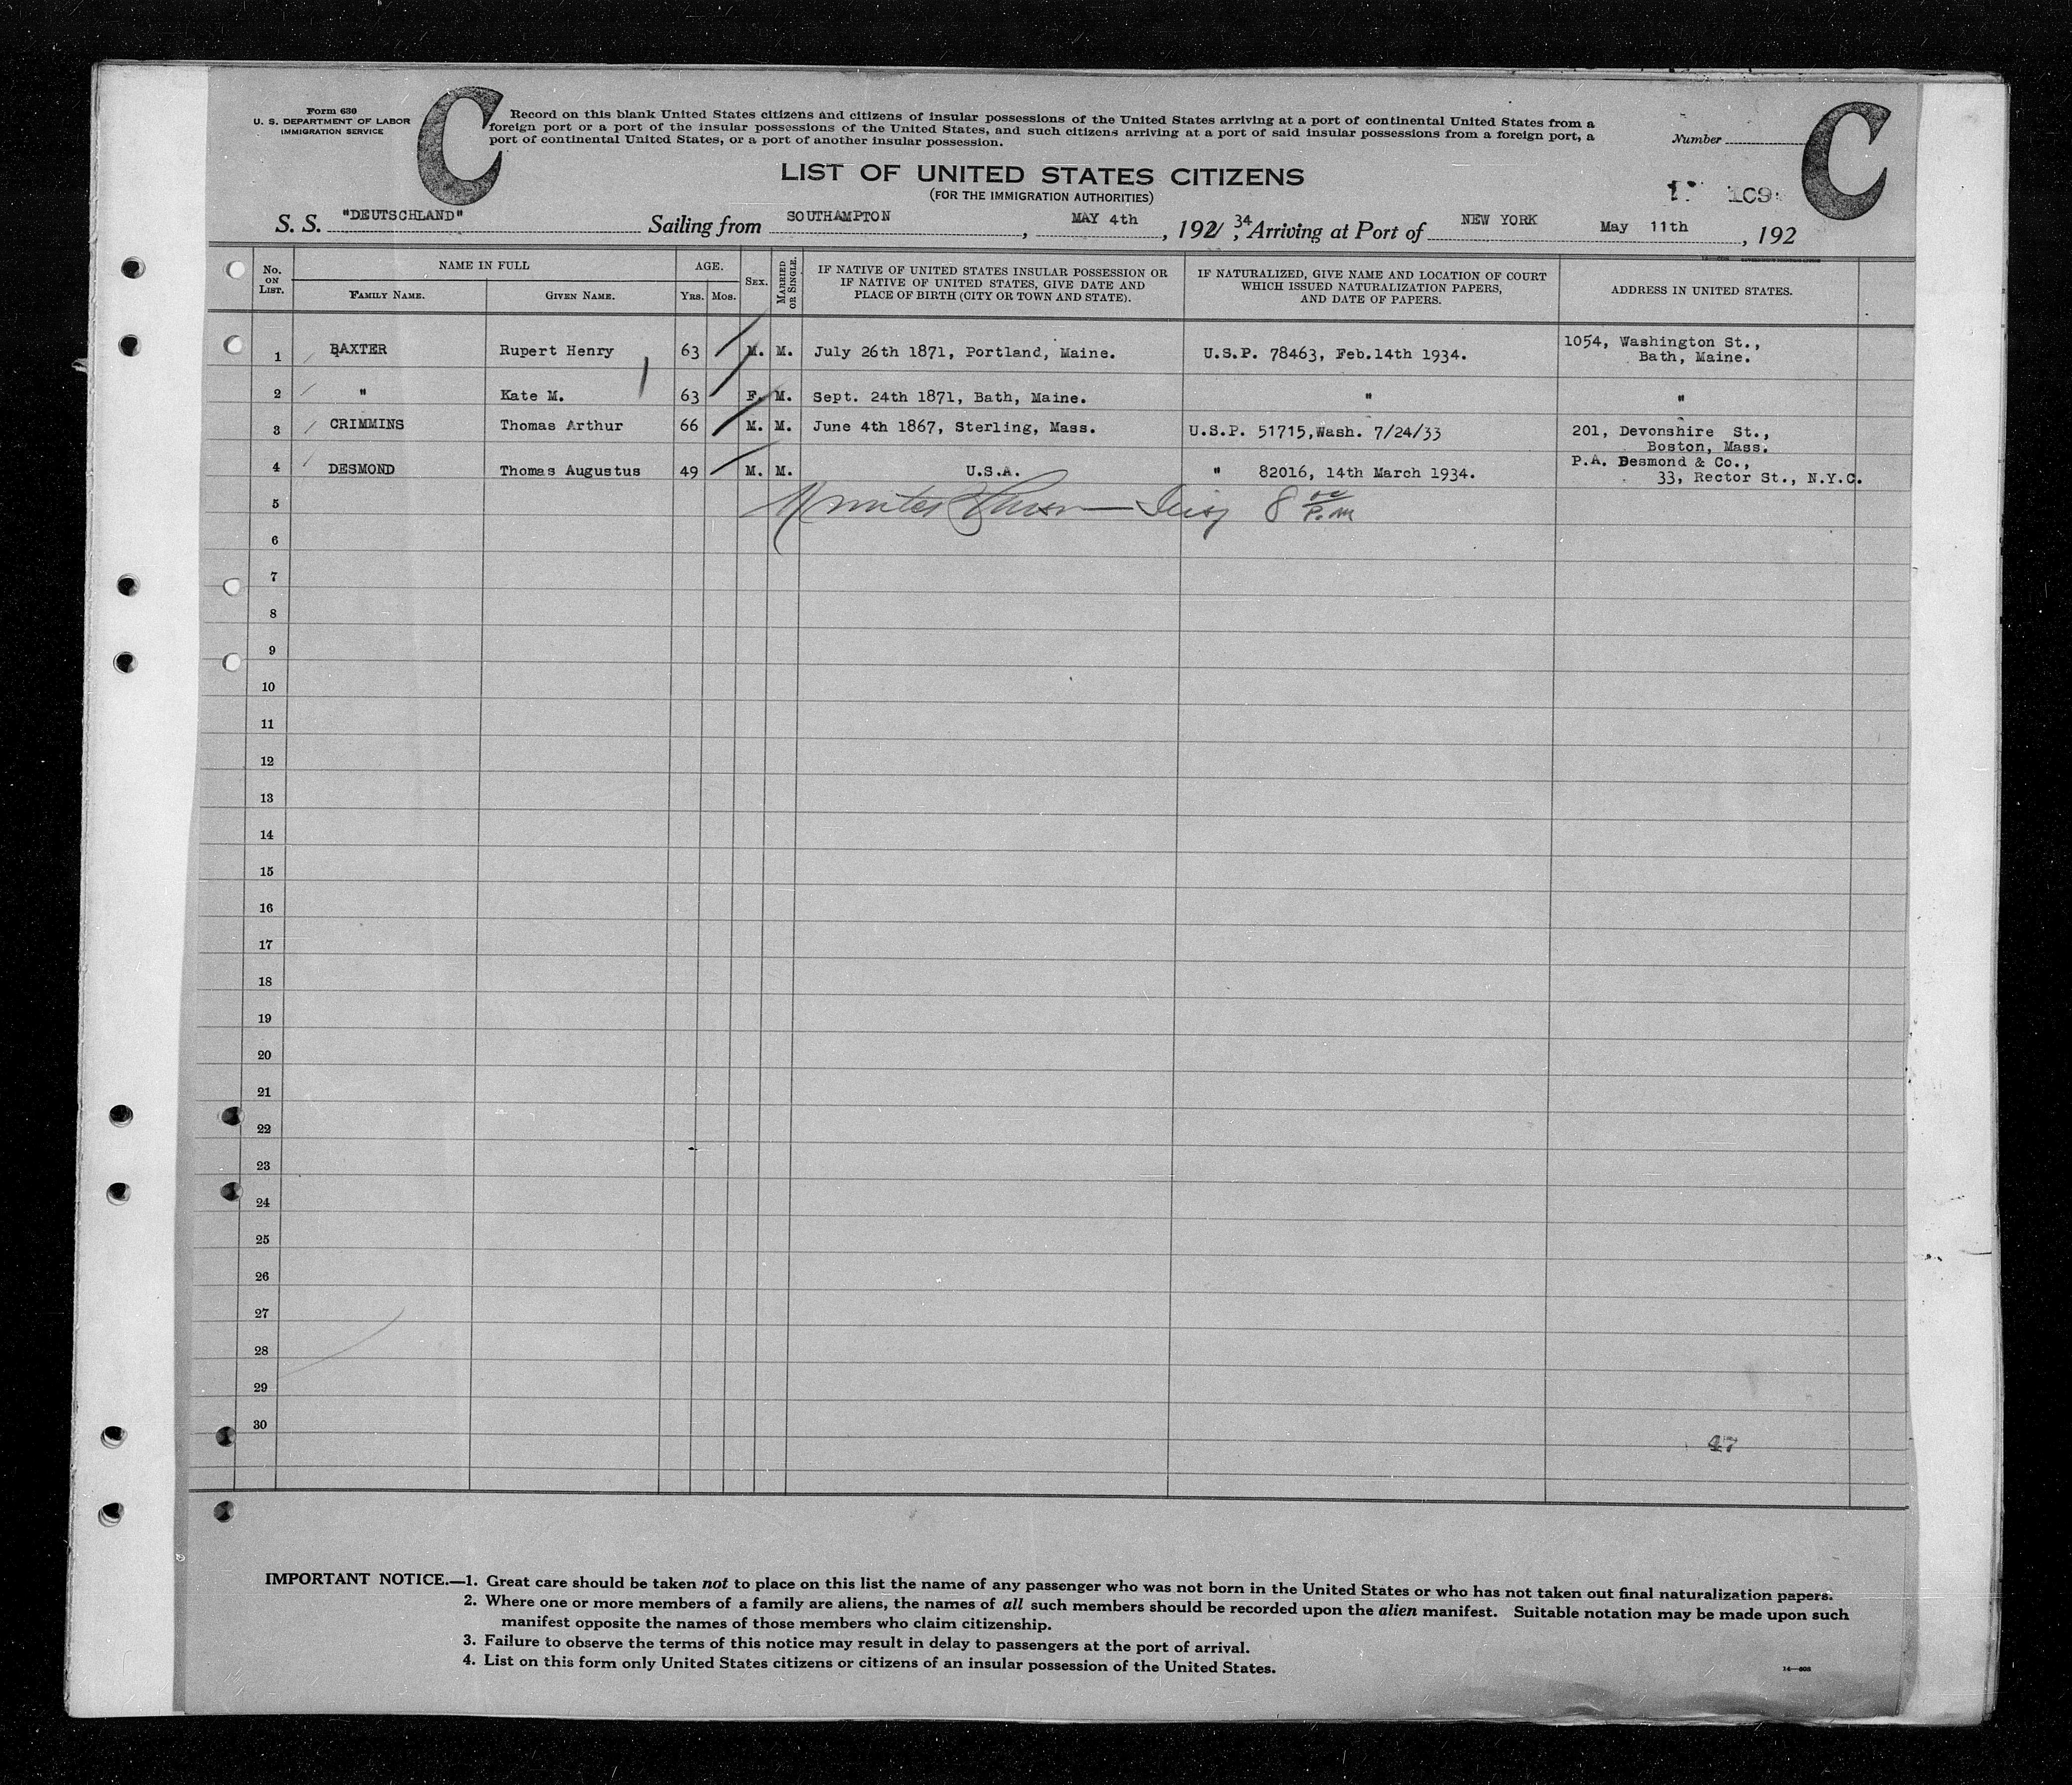 Form 630
U. S. DEPARTMENT OF LABOR
IMMIGRATION SERVICE
C
Record on this blank United States citizens and citizens of insular possessions of the United States arriving at a port of continental United States from a
foreign port or a port of the insular possessions of the United States, and such citizens arriving at a port of said insular possessions from a foreign port, a
port of continental United States, or a port of another insular possession.
Number
C
LIST OF UNITED STATES CITIZENS
(FOR THE IMMIGRATION AUTHORITIES)
S. S. "DEUTSCHLAND" Sailing from SOUTHAMPTON, MAY 4th, 192 34, Arriving at Port of NEW YORK May 11th, 192
No. ON LIST.
NAME IN FULL
FAMILY NAME.
GIVEN NAME.
AGE.
YRS.
MOS.
SEX.
MARRIED OR SINGLE.
IF NATIVE OF UNITED STATES INSULAR POSSESSION OR
IF NATIVE OF UNITED STATES, GIVE DATE AND
PLACE OF BIRTH (CITY OR TOWN AND STATE).
IF NATURALIZED, GIVE NAME AND LOCATION OF COURT
WHICH ISSUED NATURALIZATION PAPERS,
AND DATE OF PAPERS.
ADDRESS IN UNITED STATES.
1 BAXTER Rupert Henry 63 M. M. July 26th 1871, Portland, Maine. U.S.P. 78463, Feb.14th 1934. 1054, Washington St.,
Bath, Maine.
2 " Kate M. 63 F. M. Sept. 24th 1871, Bath, Maine. " "
3 CRIMMINS Thomas Arthur 66 M. M. June 4th 1867, Sterling, Mass. U.S.P. 51715,Wash. 7/24/33 201, Devonshire St.,
Boston, Mass.
4 DESMOND Thomas Augustus 49 M. M. U.S.A. " 82016, 14th March 1934. P.A. Desmond & Co.,
33, Rector St., N.Y.C.
5 8 P.M
6
7
8
9
10
11
12
13
14
15
16
17
18
19
20
21
22
23
24
25
26
27
28
29
30
47
IMPORTANT NOTICE.—1. Great care should be taken not to place on this list the name of any passenger who was not born in the United States or who has not taken out final naturalization papers.
2. Where one or more members of a family are aliens, the names of all such members should be recorded upon the alien manifest. Suitable notation may be made upon such
manifest opposite the names of those members who claim citizenship.
3. Failure to observe the terms of this notice may result in delay to passengers at the port of arrival.
4. List on this form only United States citizens or citizens of an insular possession of the United States.